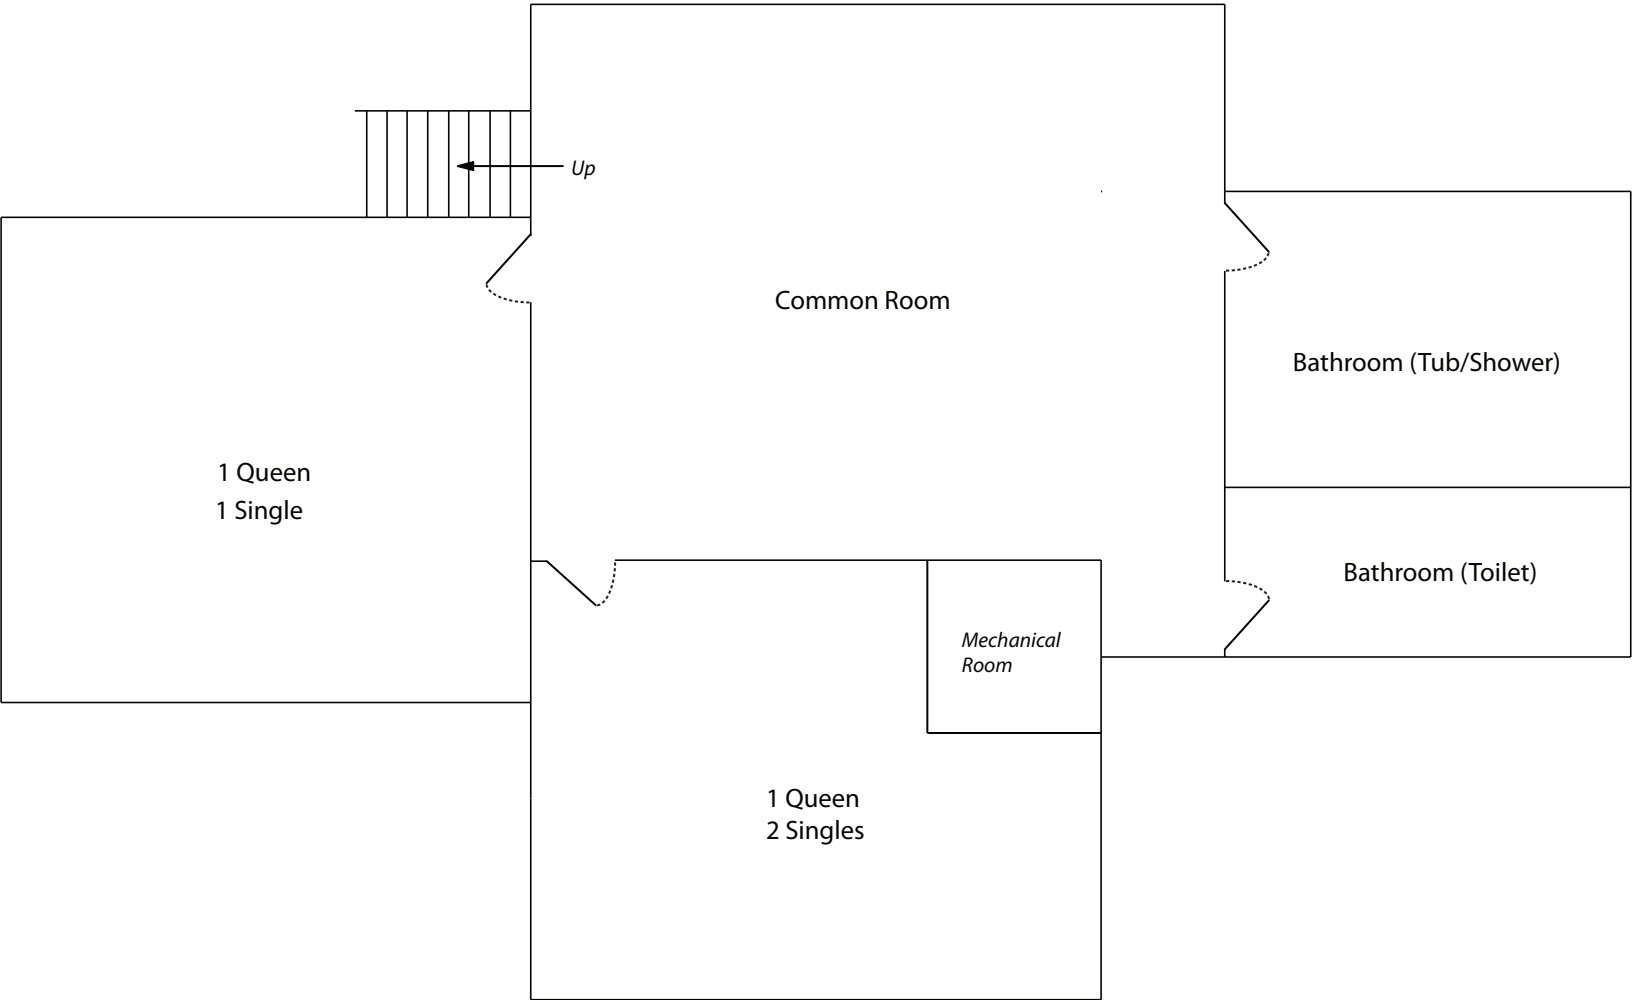 Up
Common Room
Bathroom (Tub/Shower)
1 Queen
1 Single
Bathroom (Toilet)
Mechanical
Room
1 Queen
2 Singles